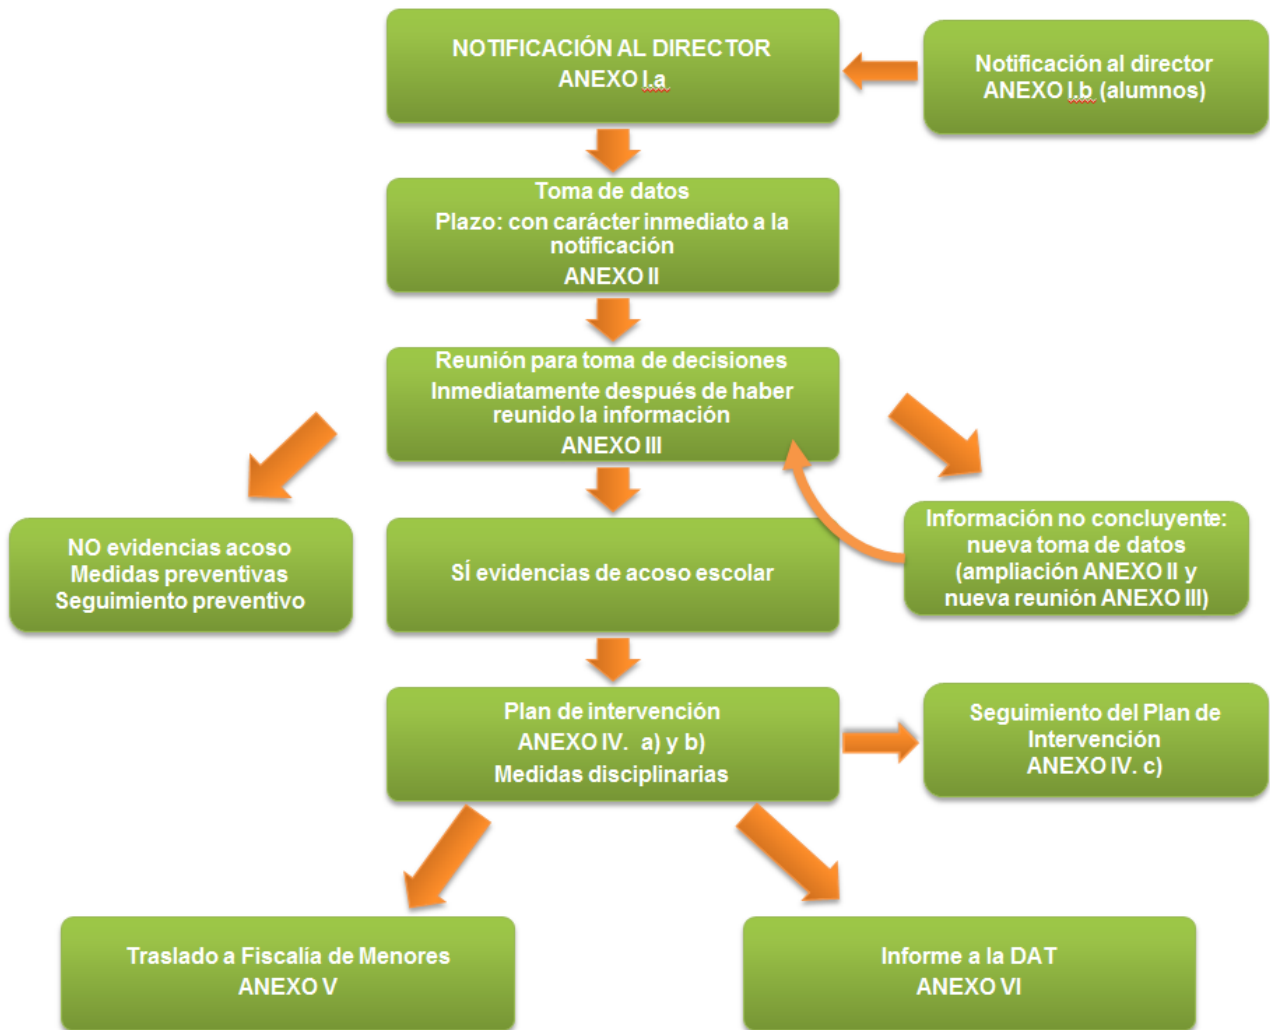 NOTIFICACIÓN AL DIRECTOR
ANEXO I.a
Notificación al director
ANEXO I.b (alumnos)
Toma de datos
Plazo: con carácter inmediato a la
notificación
ANEXO II
Reunión para toma de decisiones
Inmediatamente después de haber
reunido la información
ANEXO III
NO evidencias acoso
Medidas preventivas
Seguimiento preventivo
SÍ evidencias de acoso escolar
Información no concluyente:
nueva toma de datos
(ampliación ANEXO II y
nueva reunión ANEXO III)
Plan de intervención
ANEXO IV. a) y b)
Medidas disciplinarias
Seguimiento del Plan de
Intervención
ANEXO IV. c)
Traslado a Fiscalía de Menores
ANEXO V
Informe a la DAT
ANEXO VI